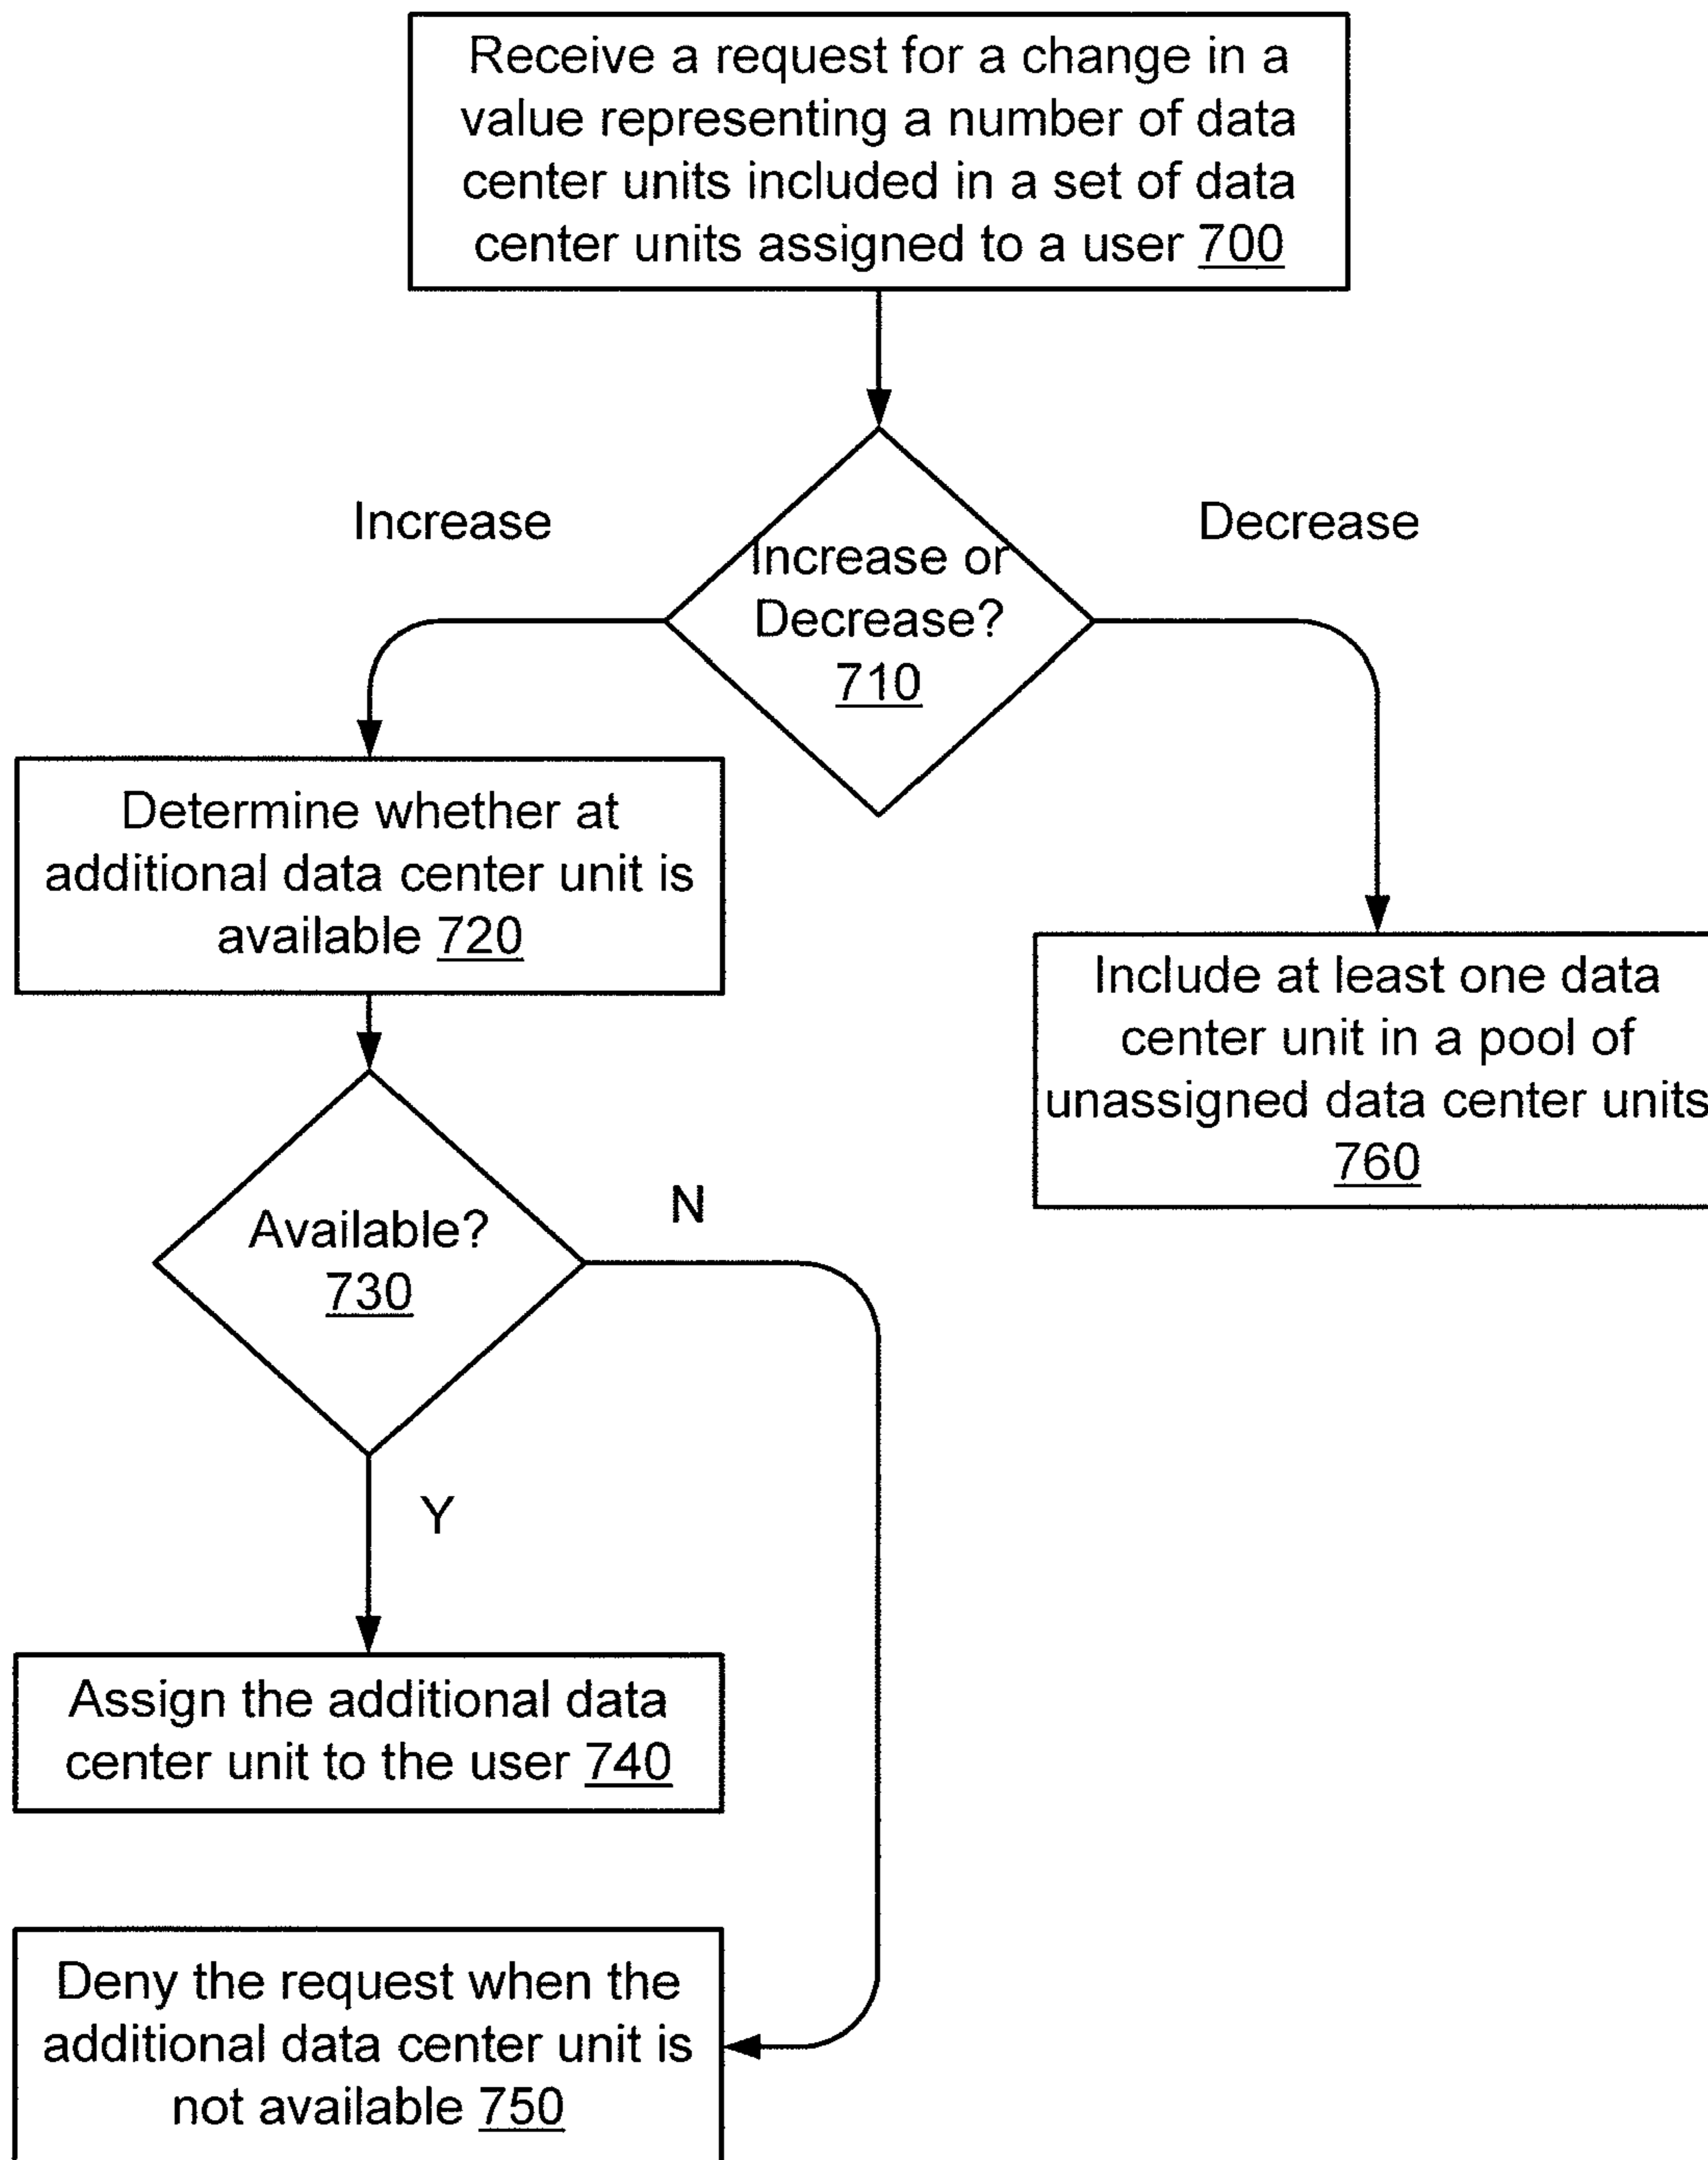 Receive a request for a change in a
value representing a number of data
center units included in a set of data
center units assigned to a user 700
Increase
Decrease
Increase or
Decrease?
710
Determine whether at
additional data center unit is
available 720
Include at least one data
center unit in a pool of
unassigned data center units
760
Available?
730
N
Y
Assign the additional data
center unit to the user 740
Deny the request when the
additional data center unit is
not available 750